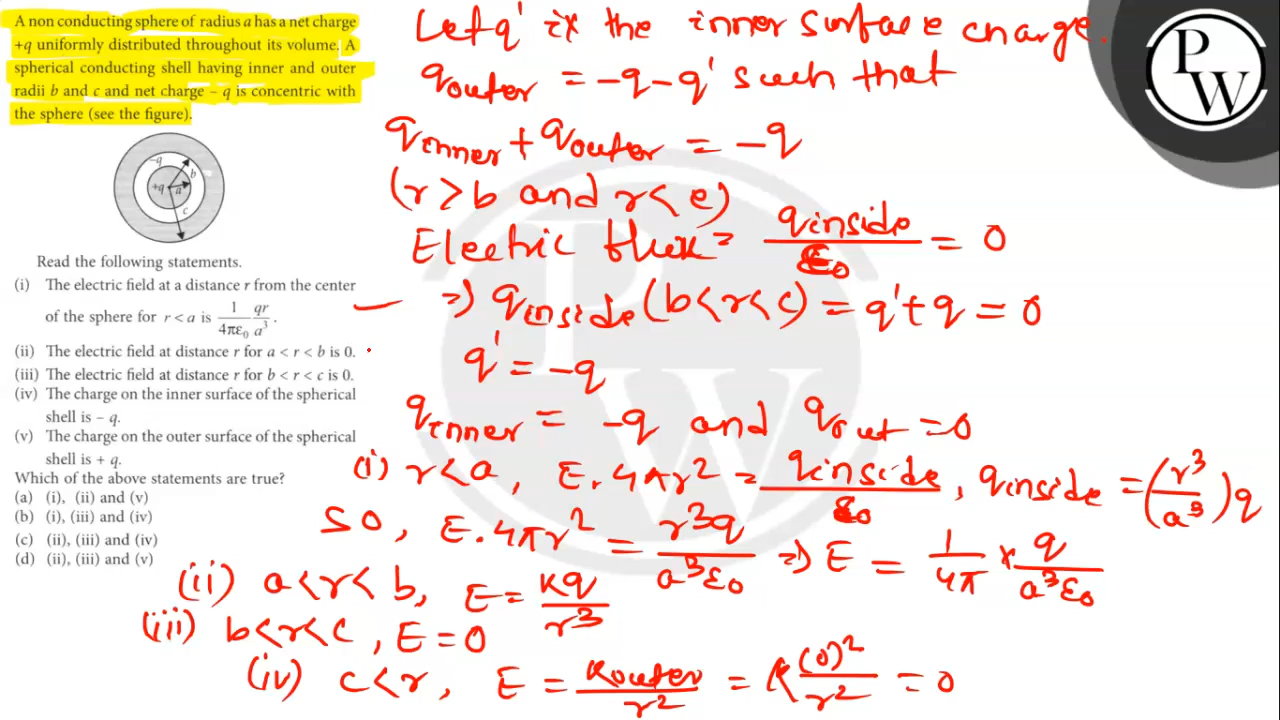 A non conducting sphere of radius a has a net charge
+q uniformly distributed throughout its volume. A
spherical conducting shell having inner and outer
radii b and c and net charge – q is concentric with
the sphere (see the figure).
–q
b
+q
a
c
Read the following statements.
(i) The electric field at a distance r from the center
of the sphere for r < a is 1/4πε₀ qr/a³.
(ii) The electric field at distance r for a < r < b is 0.
(iii) The electric field at distance r for b < r < c is 0.
(iv) The charge on the inner surface of the spherical
shell is – q.
(v) The charge on the outer surface of the spherical
shell is + q.
Which of the above statements are true?
(a) (i), (ii) and (v)
(b) (i), (iii) and (iv)
(c) (ii), (iii) and (iv)
(d) (ii), (iii) and (v)
Let q' is the inner surface charge.
q outer = -q - q' such that
q inner + q outer = -q
(r > b and r < c)
Electric flux = q inside / ε₀ = 0
⇒ q inside (b < r < c) = q' + q = 0
q' = -q
q inner = -q and q out = 0
(i) r < a, E. 4πr² = q inside / ε₀, q inside = (r³/a³) q
so, E. 4πr² = r³q / a³ε₀ ⇒ E = 1/4π × q/a³ε₀
(ii) a < r < b, E = kq/r³
(iii) b < r < c, E = 0
(iv) c < r, E = k outer / r² = k (0)²/r² = 0
P
W